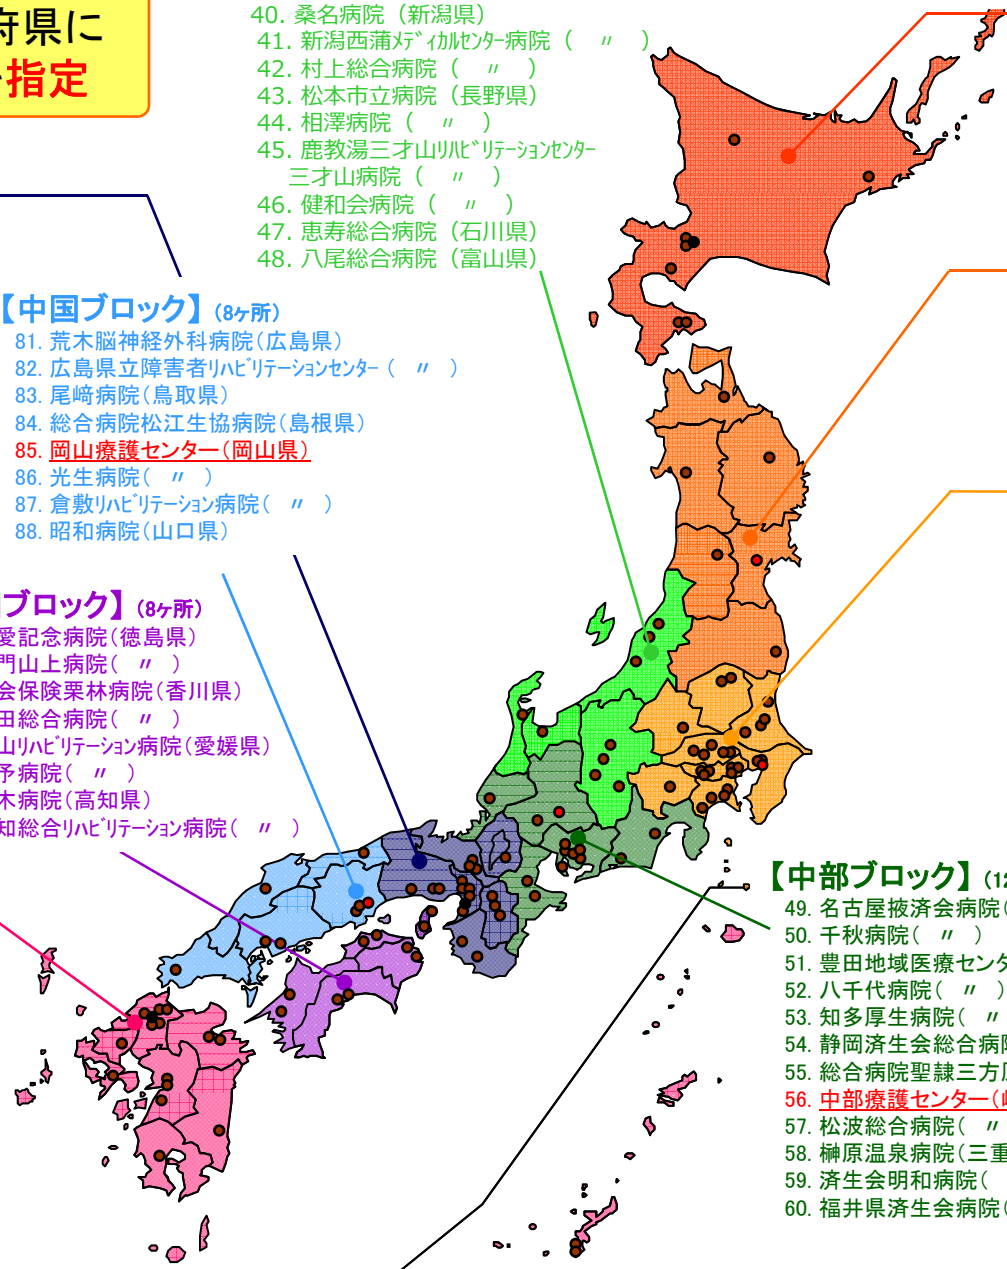 府県に
指定
40. 桑名病院（新潟県）
41. 新潟西蒲ﾒﾃﾞｨｶﾙｾﾝﾀｰ病院（　〃　）
42. 村上総合病院（　〃　）
43. 松本市立病院（長野県）
44. 相澤病院（　〃　）
45. 鹿教湯三才山ﾘﾊﾋﾞﾘﾃｰｼｮﾝｾﾝﾀｰ
三才山病院（　〃　）
46. 健和会病院（　〃　）
47. 恵寿総合病院（石川県）
48. 八尾総合病院（富山県）
【中国ブロック】（8ヶ所）
81. 荒木脳神経外科病院（広島県）
82. 広島県立障害者ﾘﾊﾋﾞﾘﾃｰｼｮﾝｾﾝﾀｰ（　〃　）
83. 尾﨑病院（鳥取県）
84. 総合病院松江生協病院（島根県）
85. 岡山療護センター（岡山県）
86. 光生病院（　〃　）
87. 倉敷ﾘﾊﾋﾞﾘﾃｰｼｮﾝ病院（　〃　）
88. 昭和病院（山口県）
ブロック】（8ヶ所）
愛記念病院（徳島県）
門山上病院（　〃　）
会保険栗林病院（香川県）
田総合病院（　〃　）
山ﾘﾊﾋﾞﾘﾃｰｼｮﾝ病院（愛媛県）
予病院（　〃　）
木病院（高知県）
知総合ﾘﾊﾋﾞﾘﾃｰｼｮﾝ病院（　〃　）
【中部ブロック】（12
49. 名古屋掖済会病院（
50. 千秋病院（　〃　）
51. 豊田地域医療センタ
52. 八千代病院（　〃　）
53. 知多厚生病院（　〃
54. 静岡済生会総合病院
55. 総合病院聖隷三方原
56. 中部療護センター（岐
57. 松波総合病院（　〃
58. 榊原温泉病院（三重
59. 済生会明和病院（
60. 福井県済生会病院（